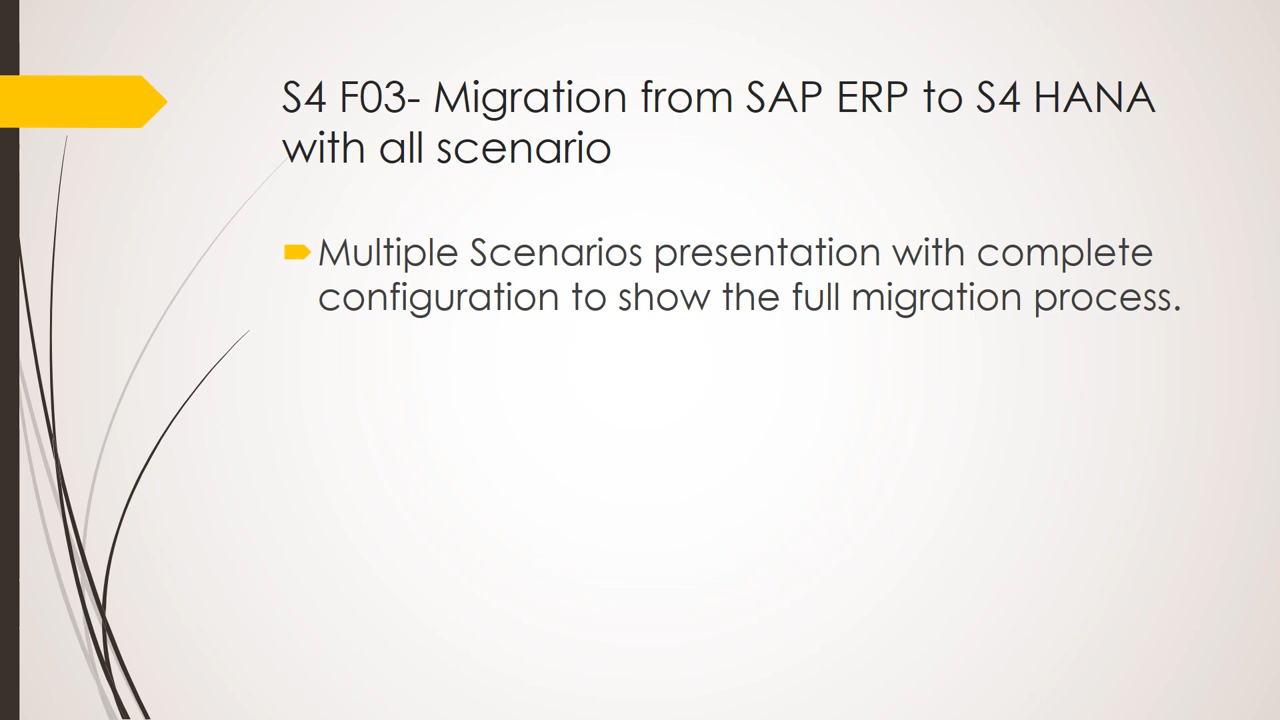 S4 F03- Migration from SAP ERP to S4 HANA
with all scenario
Multiple Scenarios presentation with complete
configuration to show the full migration process.